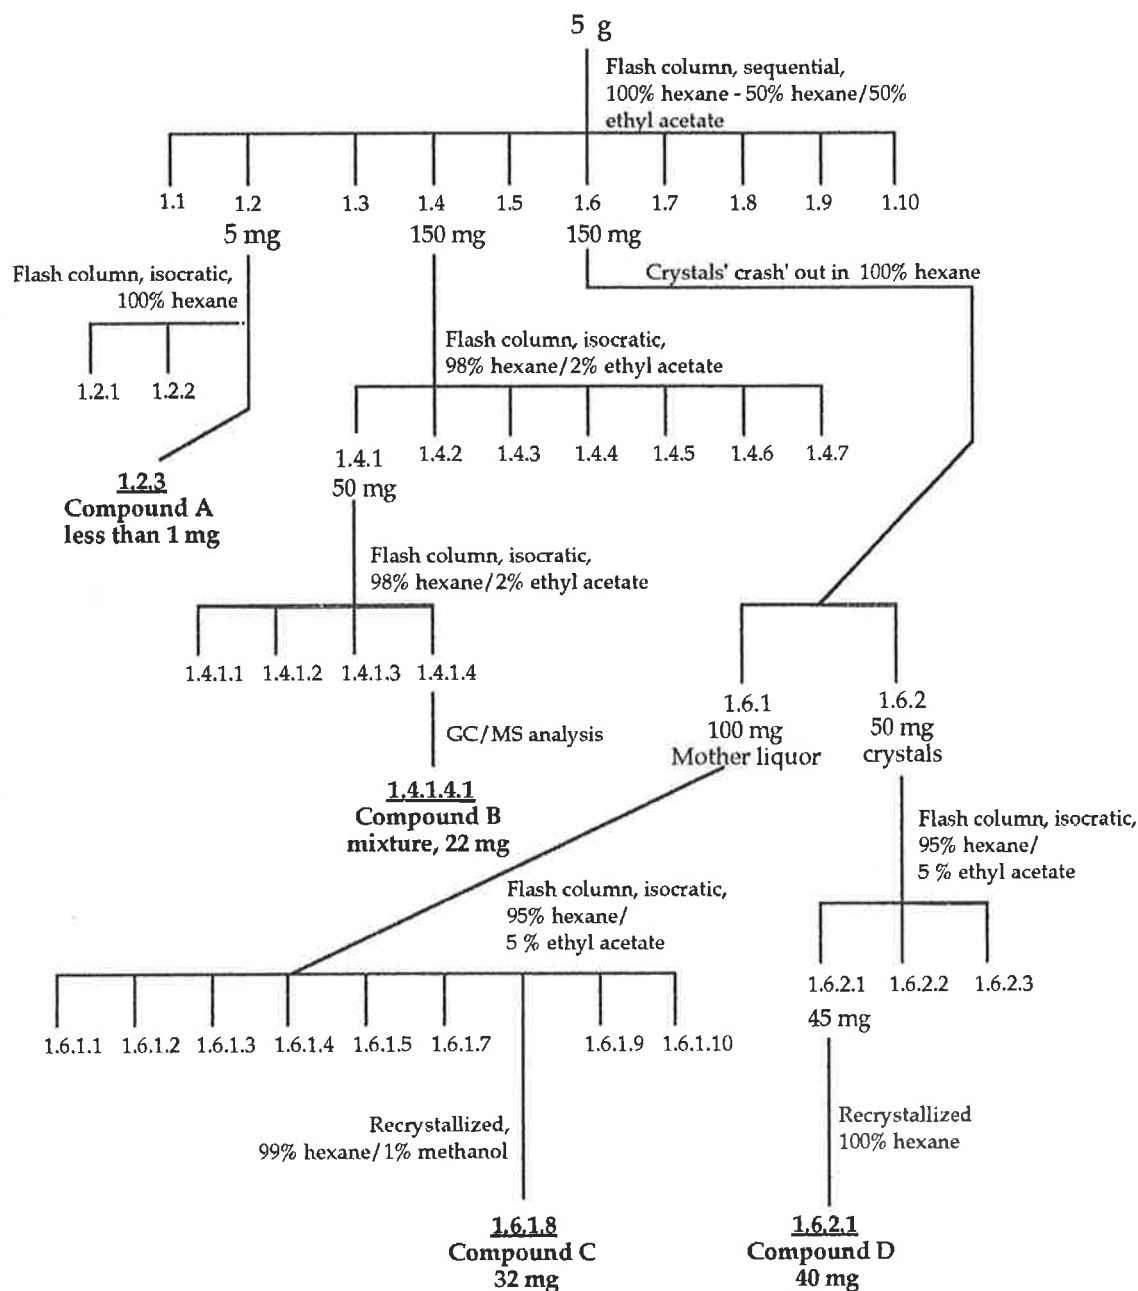 5 g
Flash column, sequential,
100% hexane - 50% hexane/50%
ethyl acetate
1.1
1.2
1.3
1.4
1.5
1.6
1.7
1.8
1.9
1.10
5 mg
150 mg
150 mg
Flash column, isocratic,
100% hexane
Crystals' crash' out in 100% hexane
1.2.1
1.2.2
Flash column, isocratic,
98% hexane/2% ethyl acetate
1.2.3
Compound A
less than 1 mg
1.4.1
50 mg
1.4.2
1.4.3
1.4.4
1.4.5
1.4.6
1.4.7
Flash column, isocratic,
98% hexane/2% ethyl acetate
1.4.1.1
1.4.1.2
1.4.1.3
1.4.1.4
GC/MS analysis
1.4.1.4.1
Compound B
mixture, 22 mg
1.6.1
100 mg
Mother liquor
1.6.2
50 mg
crystals
Flash column, isocratic,
95% hexane/
5 % ethyl acetate
Flash column, isocratic,
95% hexane/
5 % ethyl acetate
1.6.1.1
1.6.1.2
1.6.1.3
1.6.1.4
1.6.1.5
1.6.1.7
1.6.1.9
1.6.1.10
1.6.2.1
45 mg
1.6.2.2
1.6.2.3
Recrystallized,
99% hexane/1% methanol
Recrystallized
100% hexane
1.6.1.8
Compound C
32 mg
1.6.2.1
Compound D
40 mg